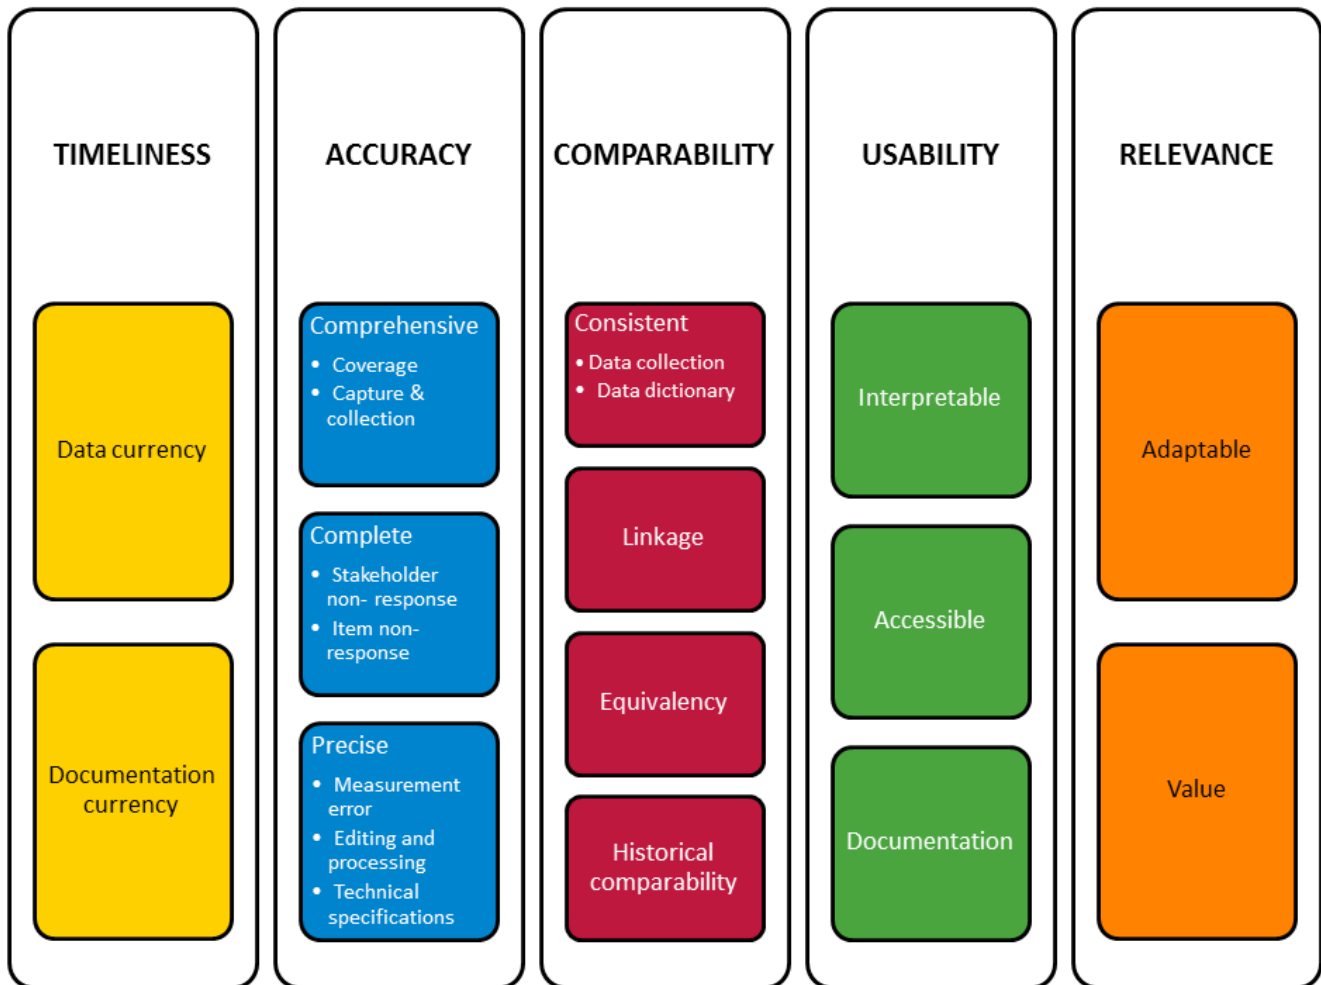 TIMELINESS
Data currency
Documentation
currency
ACCURACY
Comprehensive
• Coverage
• Capture &
collection
Complete
• Stakeholder
non- response
• Item non-
response
Precise
• Measurement
error
• Editing and
processing
• Technical
specifications
COMPARABILITY
Consistent
• Data collection
• Data dictionary
Linkage
Equivalency
Historical
comparability
USABILITY
Interpretable
Accessible
Documentation
RELEVANCE
Adaptable
Value